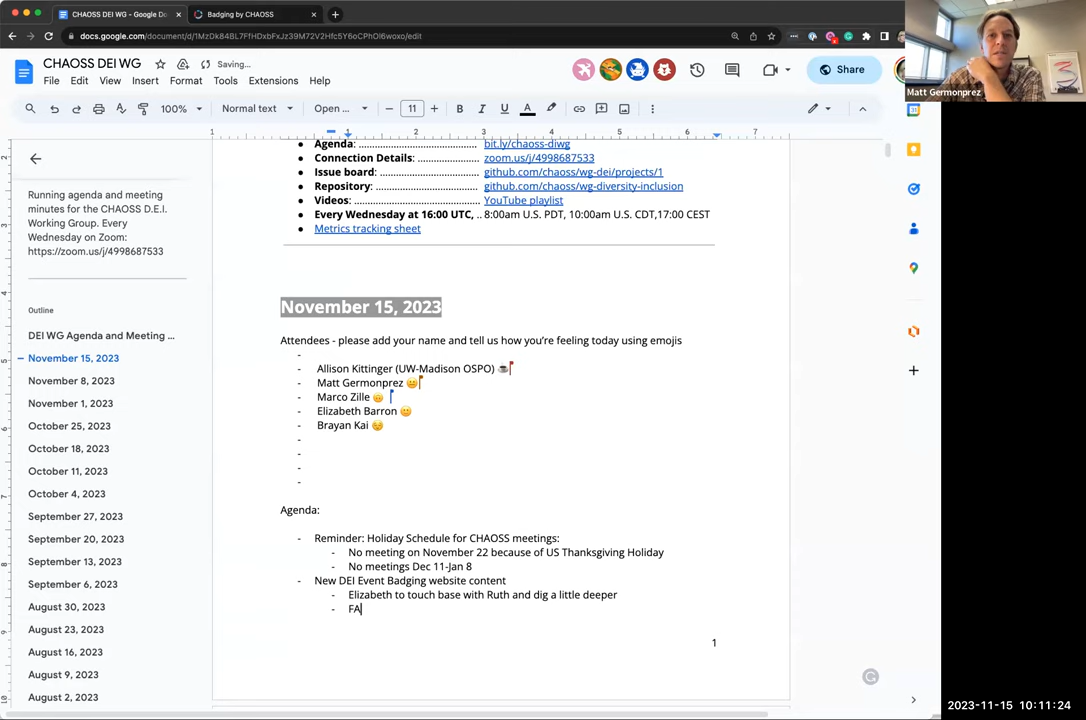 CHAOSS DEI WG - Google Do
Badging by CHAOSS
docs.google.com/document/d/1MzDk84BL7FfHDxbFxJz39M72V2Hfc5Y6oCPhOl6woxo/edit
CHAOSS DEI WG
Saving...
File Edit View Insert Format Tools Extensions Help
Share
Matt Germonprez
100% Normal text Open ... 11
Running agenda and meeting
minutes for the CHAOSS D.E.I.
Working Group. Every
Wednesday on Zoom:
https://zoom.us/j/4998687533
Outline
DEI WG Agenda and Meeting ...
November 15, 2023
November 8, 2023
November 1, 2023
October 25, 2023
October 18, 2023
October 11, 2023
October 4, 2023
September 27, 2023
September 20, 2023
September 13, 2023
September 6, 2023
August 30, 2023
August 23, 2023
August 16, 2023
August 9, 2023
August 2, 2023
Agenda: bit.ly/chaoss-diwg
Connection Details: zoom.us/j/4998687533
Issue board: github.com/chaoss/wg-dei/projects/1
Repository: github.com/chaoss/wg-diversity-inclusion
Videos: YouTube playlist
Every Wednesday at 16:00 UTC, .. 8:00am U.S. PDT, 10:00am U.S. CDT,17:00 CEST
Metrics tracking sheet
November 15, 2023
Attendees - please add your name and tell us how you're feeling today using emojis
-
- Allison Kittinger (UW-Madison OSPO) ☕
- Matt Germonprez
- Marco Zille
- Elizabeth Barron
- Brayan Kai
-
-
-
-
Agenda:
- Reminder: Holiday Schedule for CHAOSS meetings:
- No meeting on November 22 because of US Thanksgiving Holiday
- No meetings Dec 11-Jan 8
- New DEI Event Badging website content
- Elizabeth to touch base with Ruth and dig a little deeper
- FA
1
2023-11-15 10:11:24